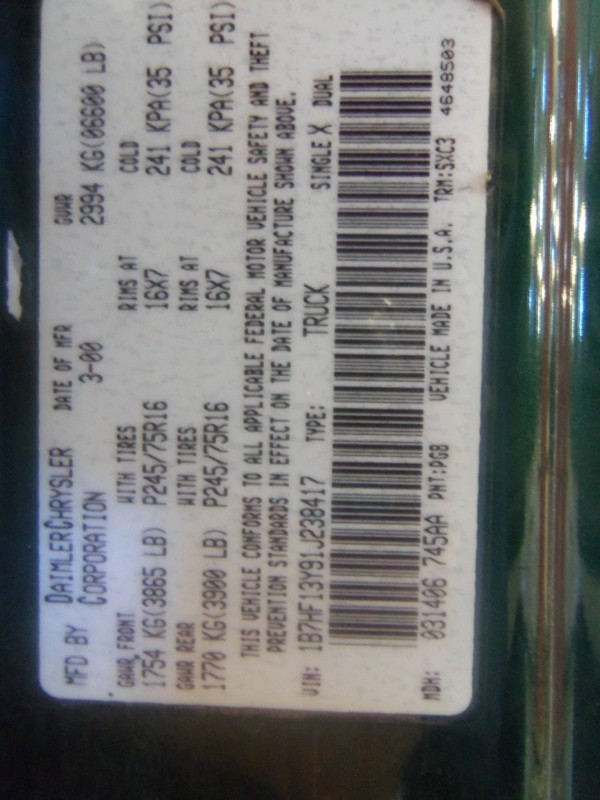 MFD BY DAIMLERCHRYSLER CORPORATION DATE OF MFR 3-00 GVWR 2994 KG(06600 LB)
GAWR FRONT WITH TIRES RIMS AT COLD
1754 KG(3865 LB) P245/75R16 16X7 241 KPA(35 PSI)
GAWR REAR WITH TIRES RIMS AT COLD
1770 KG(3900 LB) P245/75R16 16X7 241 KPA(35 PSI)
THIS VEHICLE CONFORMS TO ALL APPLICABLE FEDERAL MOTOR VEHICLE SAFETY AND THEFT
PREVENTION STANDARDS IN EFFECT ON THE DATE OF MANUFACTURE SHOWN ABOVE.
VIN: 1B7HF13Y91J238417 TYPE: TRUCK SINGLE X DUAL
MDH: 031406 745AA PNT:PG8 VEHICLE MADE IN U.S.A. TRM:SXC3 4648503